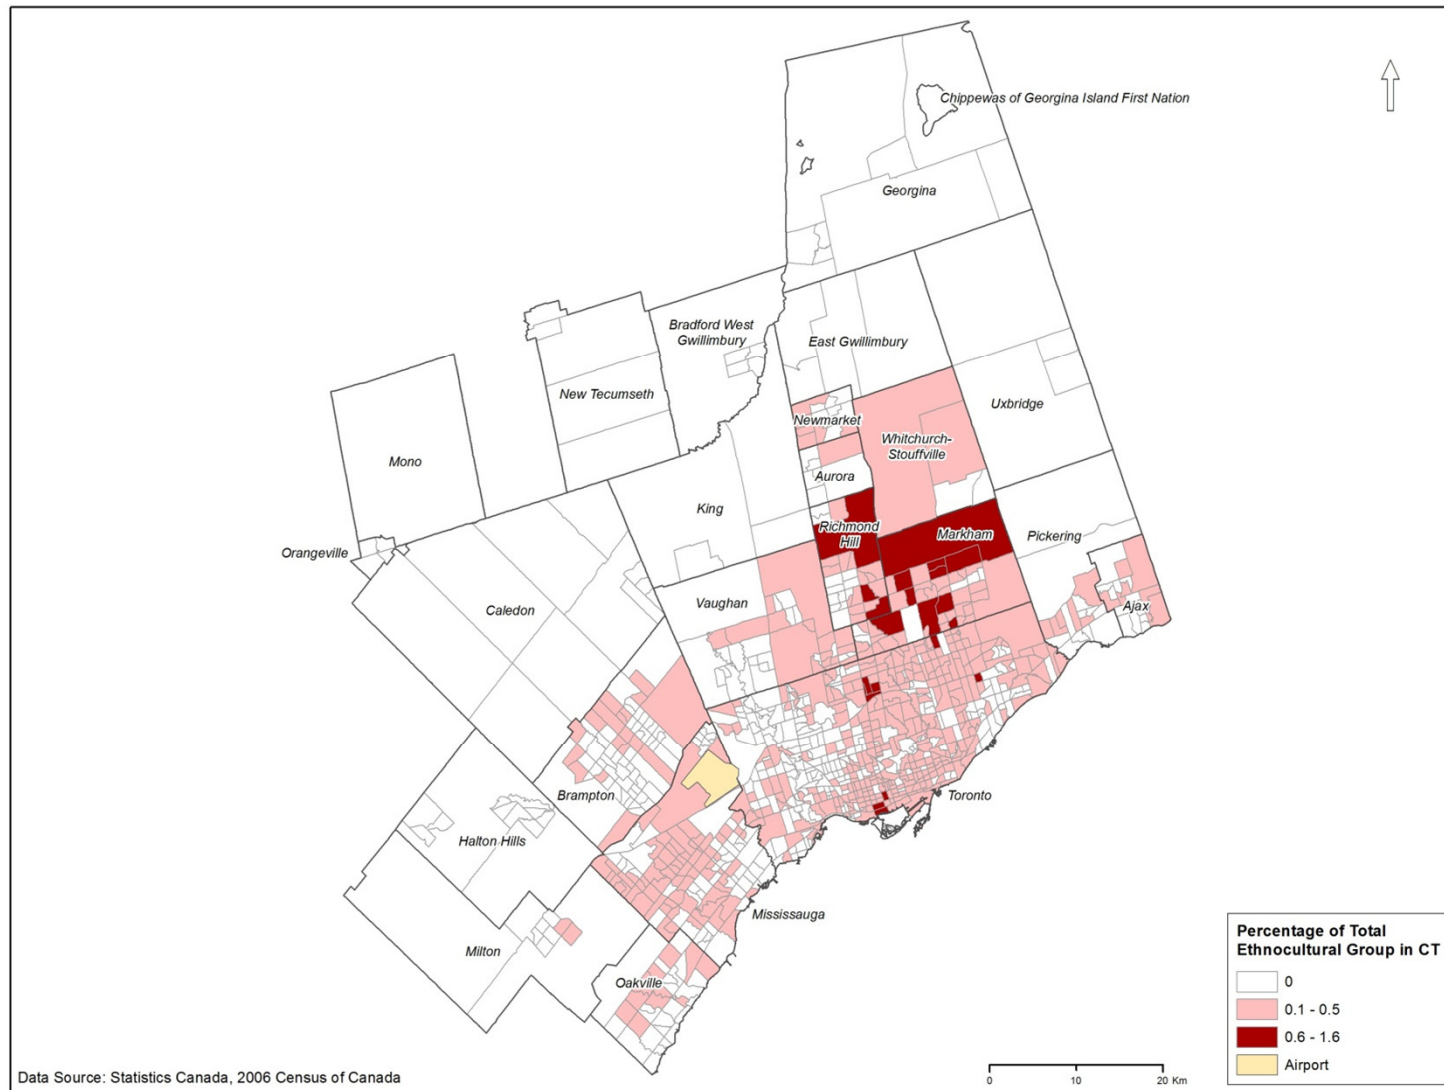 Chippewas of Georgina Island First Nation
Georgina
Bradford West
Gwillimbury
East Gwillimbury
New Tecumseth
Uxbridge
Newmarket
Whitchurch-
Stouffville
Mono
Aurora
King
Richmond
Hill
Markham
Pickering
Orangeville
Vaughan
Caledon
Ajax
Brampton
Toronto
Halton Hills
Mississauga
Milton
Oakville
Percentage of Total
Ethnocultural Group in CT
0
0.1 - 0.5
0.6 - 1.6
Airport
Data Source: Statistics Canada, 2006 Census of Canada
0 10 20 Km